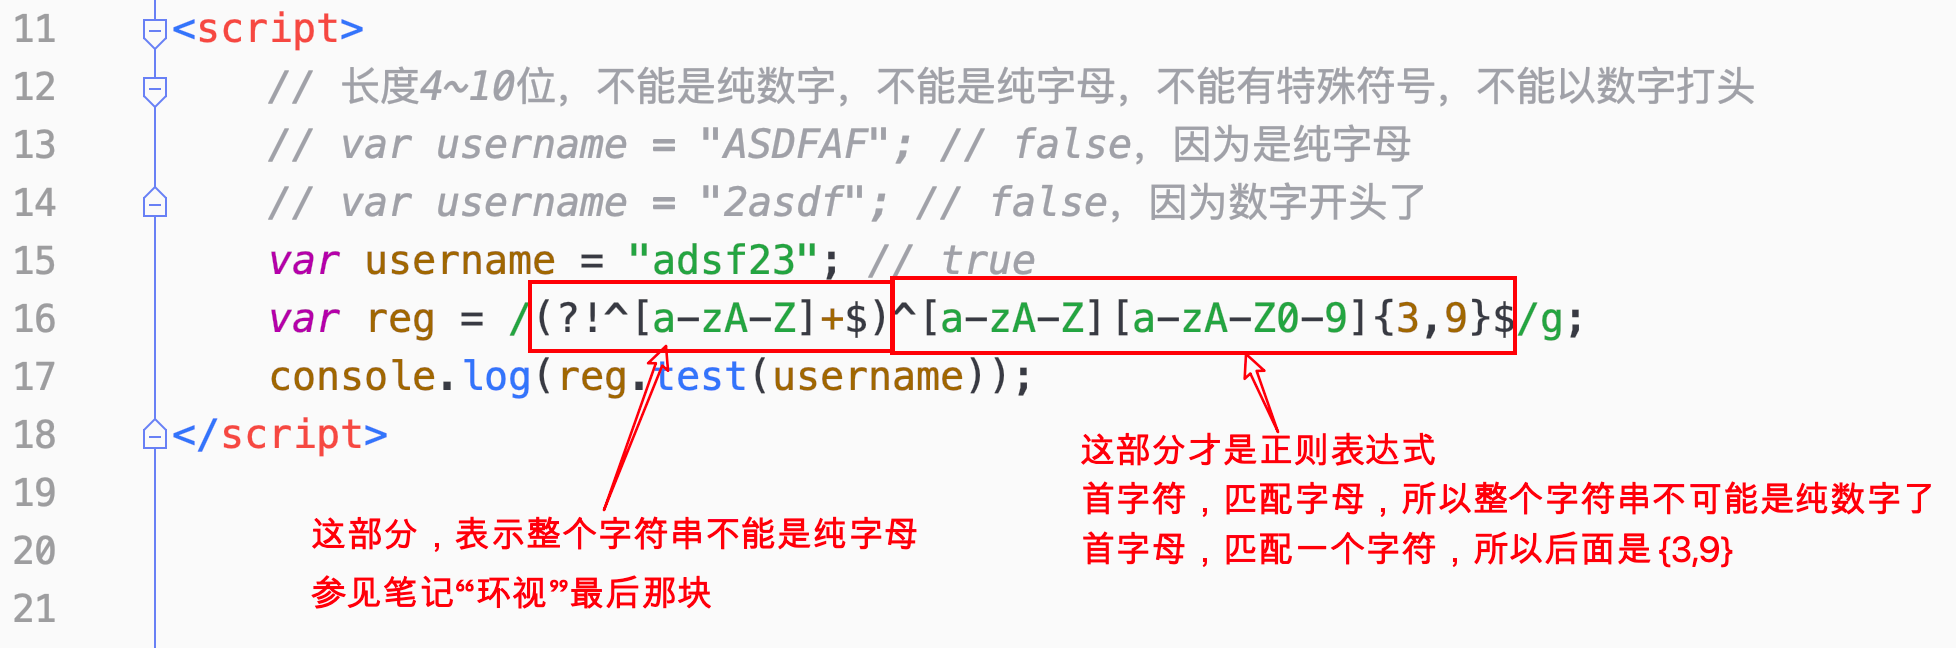 11 <script>
12 // 长度4~10位，不能是纯数字，不能是纯字母，不能有特殊符号，不能以数字打头
13 // var username = "ASDFAF"; // false，因为是纯字母
14 // var username = "2asdf"; // false，因为数字开头了
15 var username = "adsf23"; // true
16 var reg = /(?!^[a-zA-Z]+$)^[a-zA-Z][a-zA-Z0-9]{3,9}$/g;
17 console.log(reg.test(username));
18 </script>
19
20
21
这部分，表示整个字符串不能是纯字母
参见笔记“环视”最后那块
这部分才是正则表达式
首字符，匹配字母，所以整个字符串不可能是纯数字了
首字母，匹配一个字符，所以后面是{3,9}